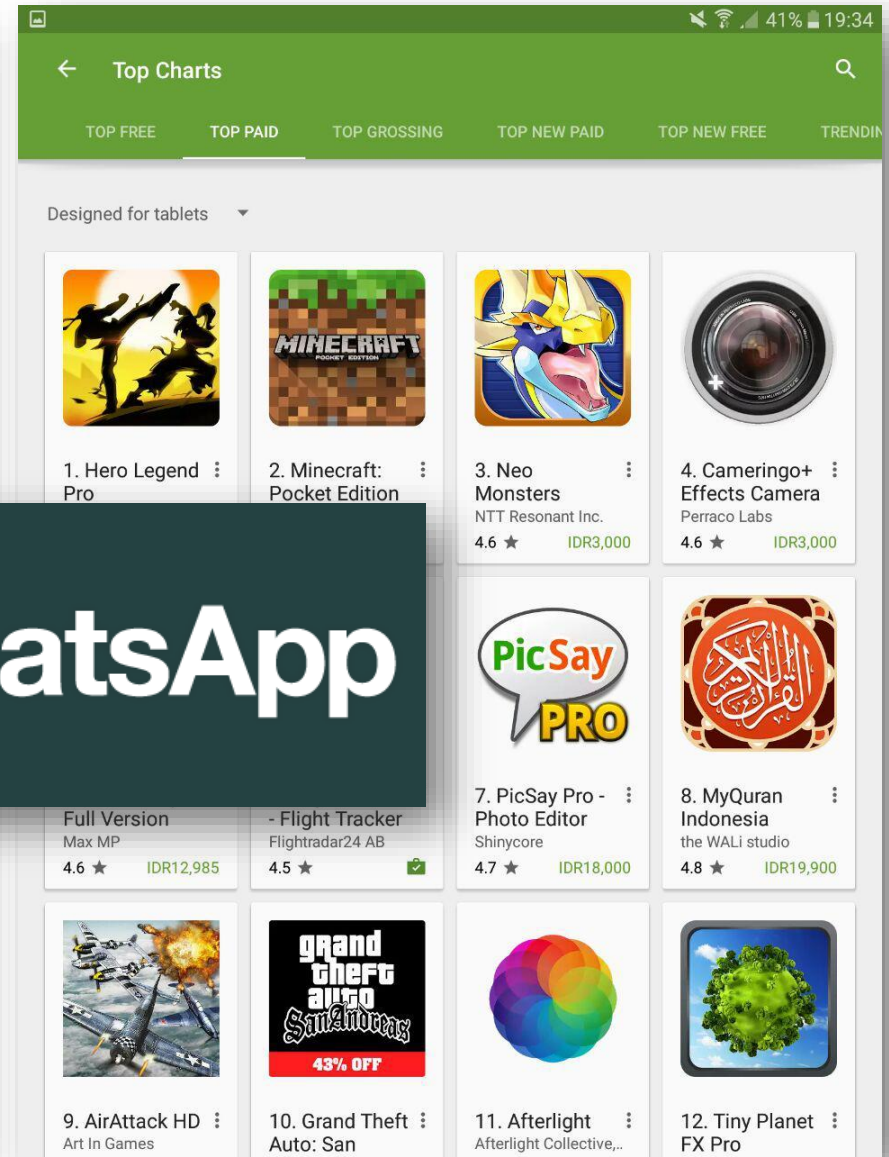 41% 19:34
Top Charts
TOP FREE TOP PAID TOP GROSSING TOP NEW PAID TOP NEW FREE TRENDIN
Designed for tablets
MINECRAFT
POCKET EDITION
1. Hero Legend
Pro
2. Minecraft:
Pocket Edition
3. Neo
Monsters
NTT Resonant Inc.
4.6 ★ IDR3,000
4. Cameringo+
Effects Camera
Perraco Labs
4.6 ★ IDR3,000
atsApp
PicSay
PRO
القرآن الكريم
Full Version
Max MP
4.6 ★ IDR12,985
- Flight Tracker
Flightradar24 AB
4.5 ★
7. PicSay Pro -
Photo Editor
Shinycore
4.7 ★ IDR18,000
8. MyQuran
Indonesia
the WALi studio
4.8 ★ IDR19,900
grand
theft
auto
San Andreas
43% OFF
9. AirAttack HD
Art In Games
10. Grand Theft
Auto: San
11. Afterlight
Afterlight Collective,..
12. Tiny Planet
FX Pro